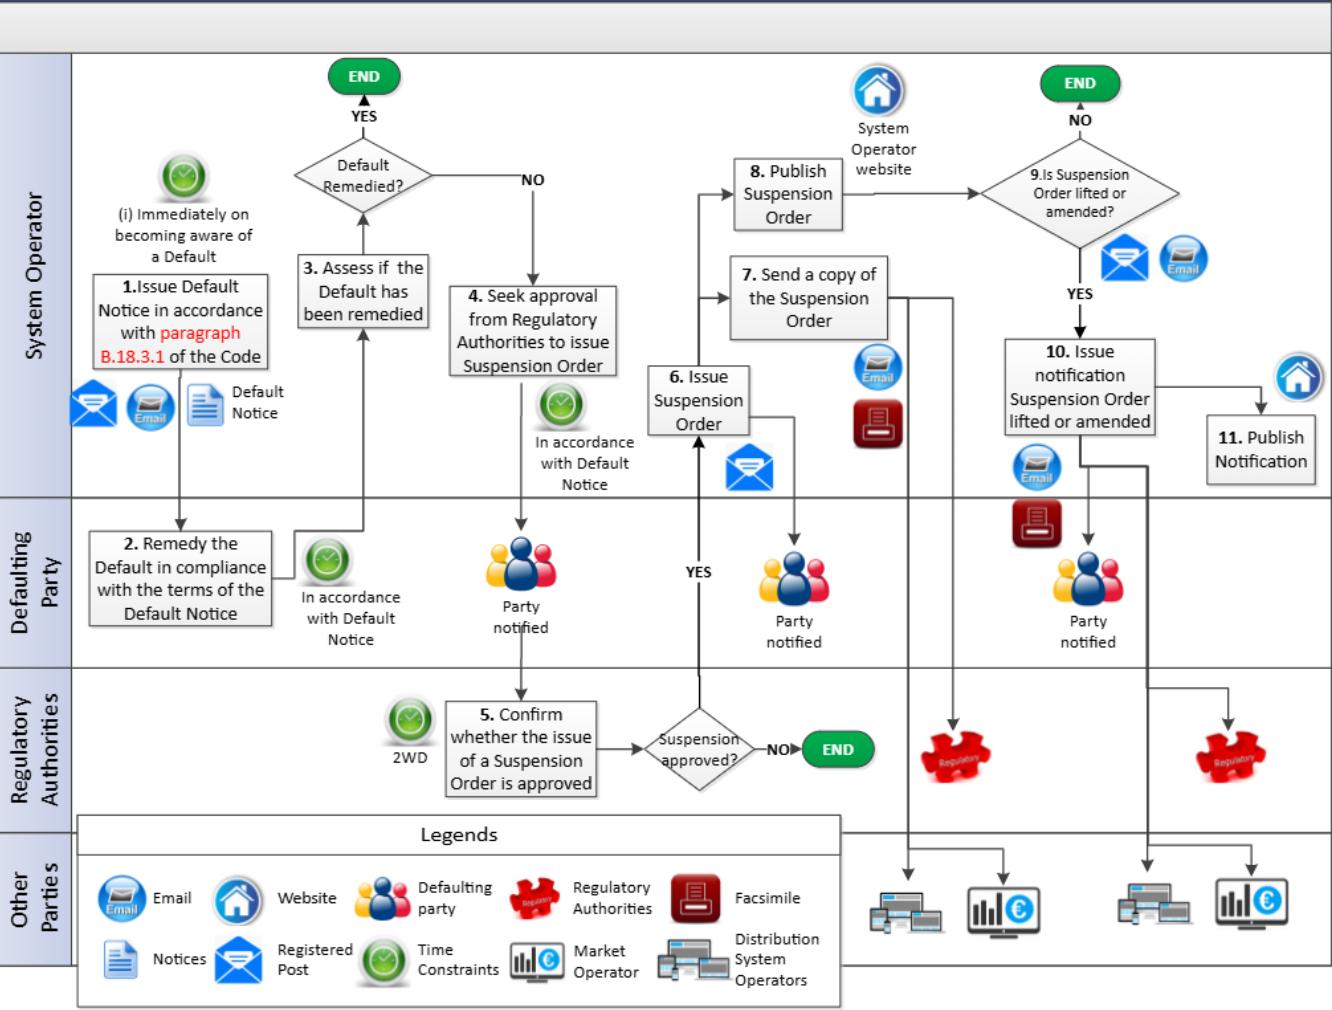 System Operator
END
YES
Default
Remedied?
NO
(i) Immediately on
becoming aware of
a Default
1.Issue Default
Notice in accordance
with paragraph
B.18.3.1 of the Code
Email
Default
Notice
3. Assess if the
Default has
been remedied
4. Seek approval
from Regulatory
Authorities to issue
Suspension Order
In accordance
with Default
Notice
6. Issue
Suspension
Order
8. Publish
Suspension
Order
System
Operator
website
7. Send a copy of
the Suspension
Order
Email
END
NO
9.Is Suspension
Order lifted or
amended?
Email
YES
10. Issue
notification
Suspension Order
lifted or amended
Email
11. Publish
Notification
Defaulting
Party
2. Remedy the
Default in compliance
with the terms of the
Default Notice
In accordance
with Default
Notice
Party
notified
YES
Party
notified
Party
notified
Regulatory
Authorities
2WD
5. Confirm
whether the issue
of a Suspension
Order is approved
Suspension
approved?
NO
END
Regulatory
Regulatory
Other
Parties
Legends
Email
Email
Website
Defaulting
party
Regulatory
Regulatory
Authorities
Facsimile
Notices
Registered
Post
Time
Constraints
Market
Operator
Distribution
System
Operators